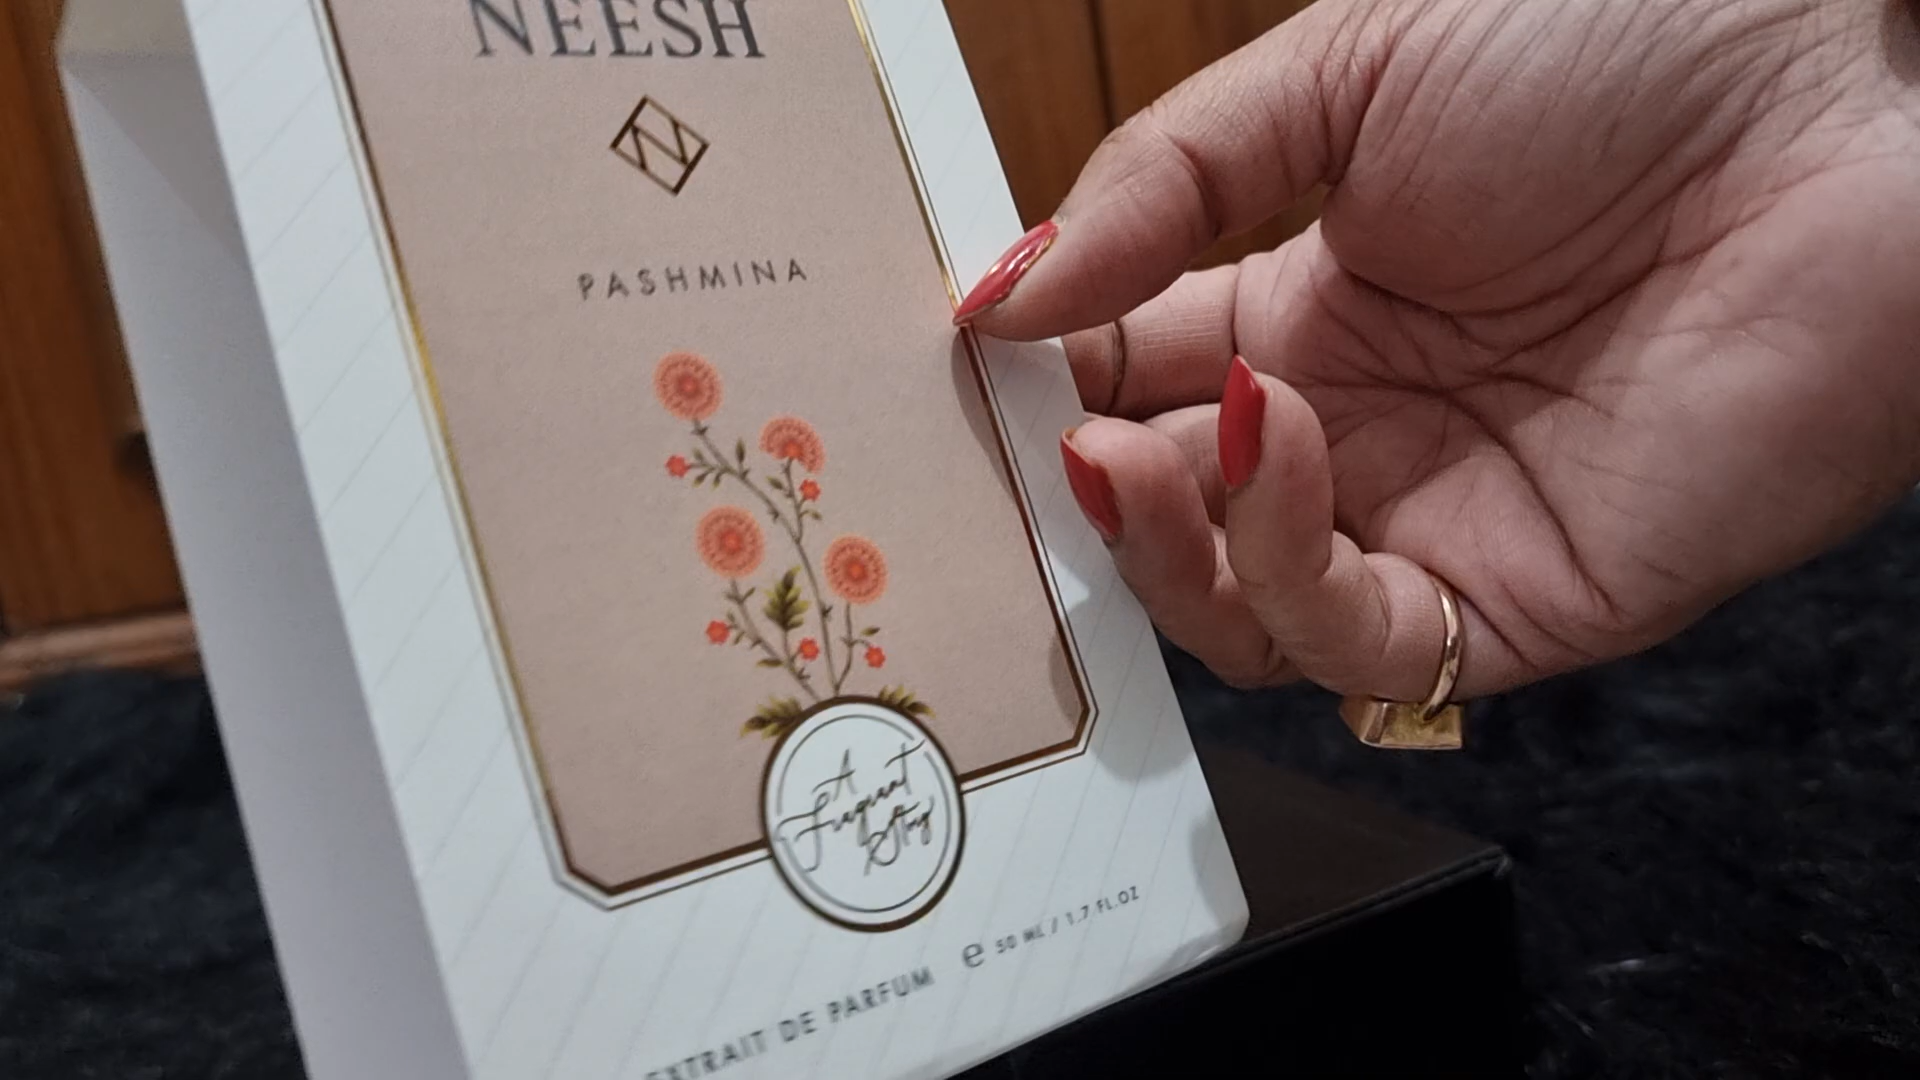 NEESH
PASHMINA
A
Fragrant
Story
EXTRAIT DE PARFUM
e 50 ML / 1.7 FL.OZ